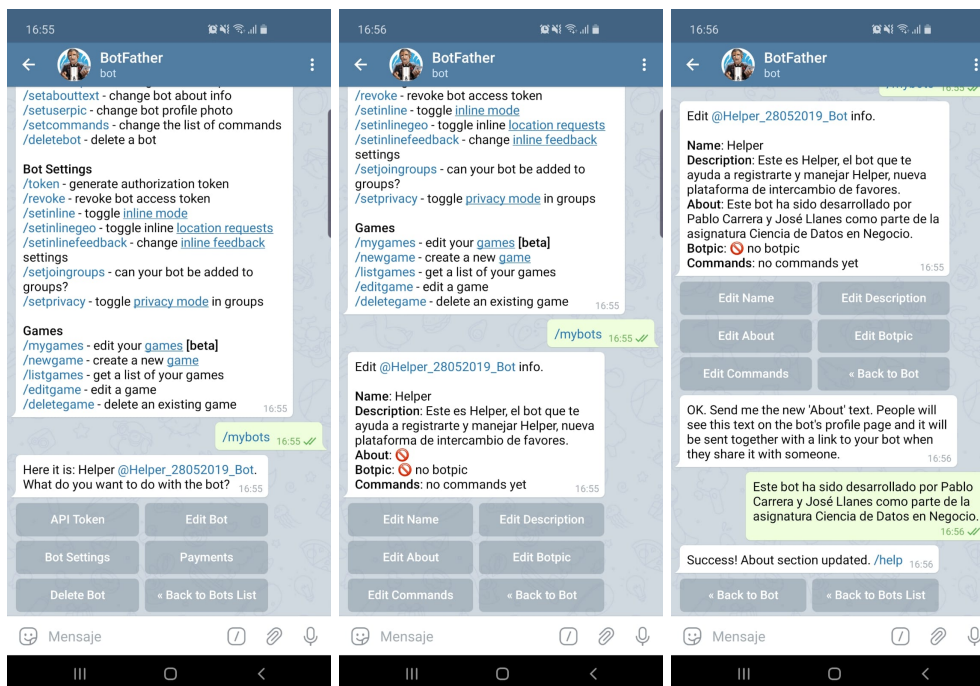 16:55
BotFather
bot
/setabouttext - change bot about info
/setuserpic - change bot profile photo
/setcommands - change the list of commands
/deletebot - delete a bot
Bot Settings
/token - generate authorization token
/revoke - revoke bot access token
/setinline - toggle inline mode
/setinlinegeo - toggle inline location requests
/setinlinefeedback - change inline feedback
settings
/setjoingroups - can your bot be added to
groups?
/setprivacy - toggle privacy mode in groups
Games
/mygames - edit your games [beta]
/newgame - create a new game
/listgames - get a list of your games
/editgame - edit a game
/deletegame - delete an existing game 16:55
/mybots 16:55
Here it is: Helper @Helper_28052019_Bot.
What do you want to do with the bot? 16:55
API Token Edit Bot
Bot Settings Payments
Delete Bot « Back to Bots List
Mensaje
16:56
BotFather
bot
/revoke - revoke bot access token
/setinline - toggle inline mode
/setinlinegeo - toggle inline location requests
/setinlinefeedback - change inline feedback
settings
/setjoingroups - can your bot be added to
groups?
/setprivacy - toggle privacy mode in groups
Games
/mygames - edit your games [beta]
/newgame - create a new game
/listgames - get a list of your games
/editgame - edit a game
/deletegame - delete an existing game 16:55
/mybots 16:55
Edit @Helper_28052019_Bot info.
Name: Helper
Description: Este es Helper, el bot que te
ayuda a registrarte y manejar Helper, nueva
plataforma de intercambio de favores.
About: 🚫
Botpic: 🚫 no botpic
Commands: no commands yet 16:55
Edit Name Edit Description
Edit About Edit Botpic
Edit Commands « Back to Bot
Mensaje
16:56
BotFather
bot
/mybots 16:55
Edit @Helper_28052019_Bot info.
Name: Helper
Description: Este es Helper, el bot que te
ayuda a registrarte y manejar Helper, nueva
plataforma de intercambio de favores.
About: Este bot ha sido desarrollado por
Pablo Carrera y José Llanes como parte de la
asignatura Ciencia de Datos en Negocio.
Botpic: 🚫 no botpic
Commands: no commands yet 16:55
Edit Name Edit Description
Edit About Edit Botpic
Edit Commands « Back to Bot
OK. Send me the new 'About' text. People will
see this text on the bot's profile page and it will
be sent together with a link to your bot when
they share it with someone. 16:56
Este bot ha sido desarrollado por Pablo
Carrera y José Llanes como parte de la
asignatura Ciencia de Datos en Negocio.
16:56
Success! About section updated. /help 16:56
« Back to Bot « Back to Bots List
Mensaje